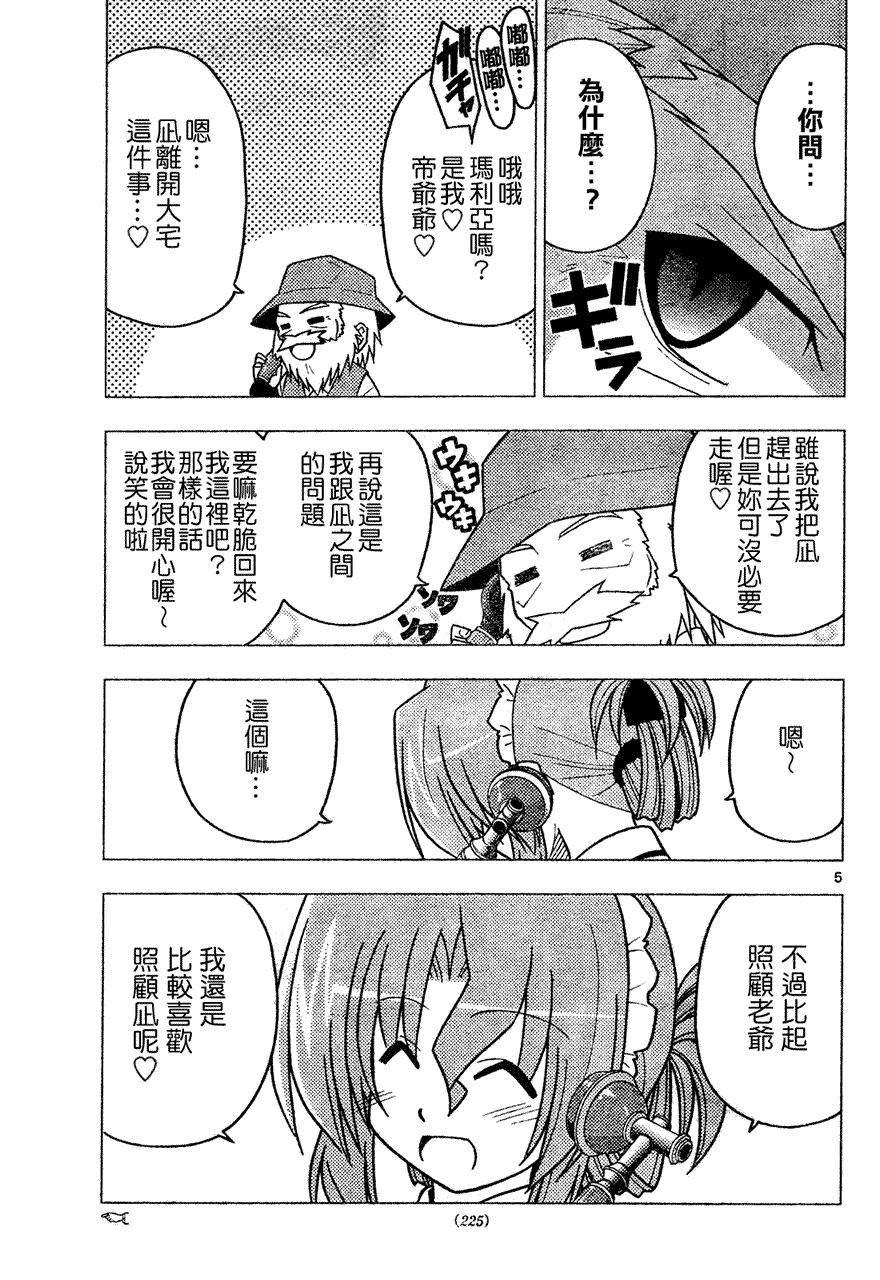 …你問…
為什麼…？
ギラ
嘟嘟…
嘟嘟…
ガチャ
哦哦
瑪利亞嗎？
是我♡
帝爺爺♡
嗯…
凪離開大宅
這件事…♡
雖說我把凪
趕出去了
但是妳可沒必要
走喔♡
ウキウキ
ソワソワ
再說這是
我跟凪之間
的問題
要嘛乾脆回來
我這裡吧？
那樣的話
我會很開心喔～
說笑的啦
嗯～
這個嘛…
5
不過比起
照顧老爺
我還是
比較喜歡
照顧凪呢♡
(225)